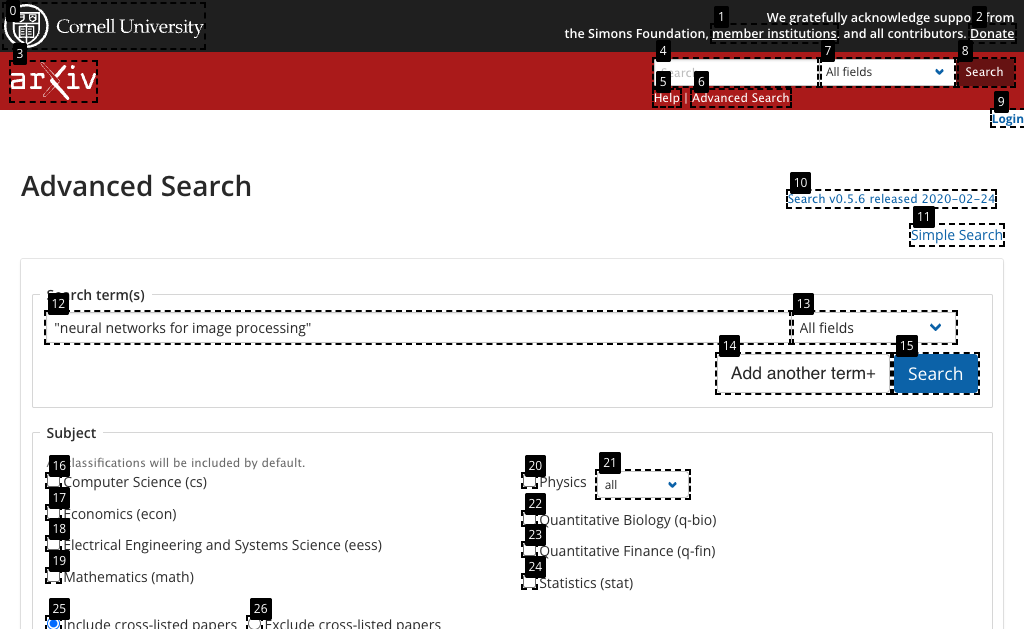 0
Cornell University
1
2
We gratefully acknowledge support from
the Simons Foundation, member institutions, and all contributors. Donate
3
arXiv
4
Search...
7
All fields
8
Search
5
Help
|
6
Advanced Search
9
Login
Advanced Search
10
Search v0.5.6 released 2020-02-24
11
Simple Search
Search term(s)
12
"neural networks for image processing"
13
All fields
14
Add another term+
15
Search
Subject
All classifications will be included by default.
16
Computer Science (cs)
20
Physics
21
all
17
Economics (econ)
22
Quantitative Biology (q-bio)
18
Electrical Engineering and Systems Science (eess)
23
Quantitative Finance (q-fin)
19
Mathematics (math)
24
Statistics (stat)
25
Include cross-listed papers
26
Exclude cross-listed papers